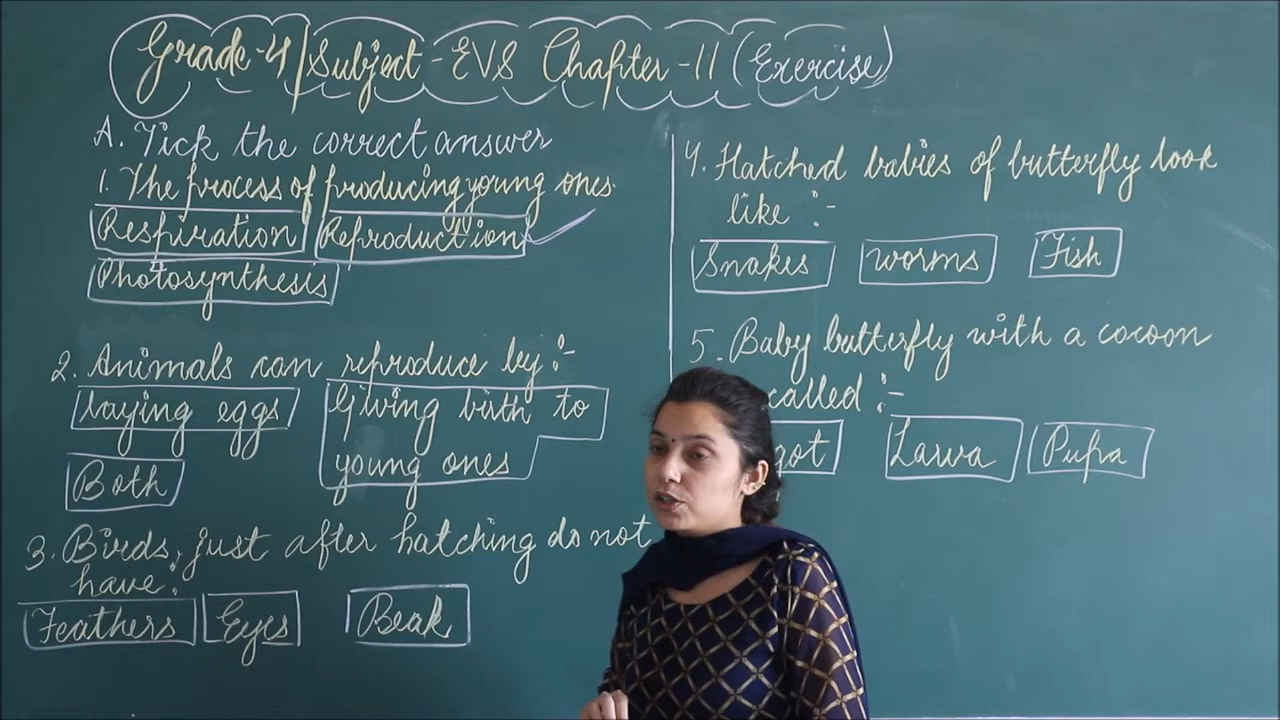 Grade-4/Subject-EVS Chapter-11 (Exercise)
A. Tick the correct answer
1. The process of producing young ones.
Respiration Reproduction
Photosynthesis
2. Animals can reproduce by:-
laying eggs Giving birth to
young ones
Both
3. Birds, just after hatching do not
have:
Feathers Eyes Beak
4. Hatched babies of butterfly look
like :-
Snakes worms Fish
5. Baby butterfly with a cocoon
called :-
Larva Pupa